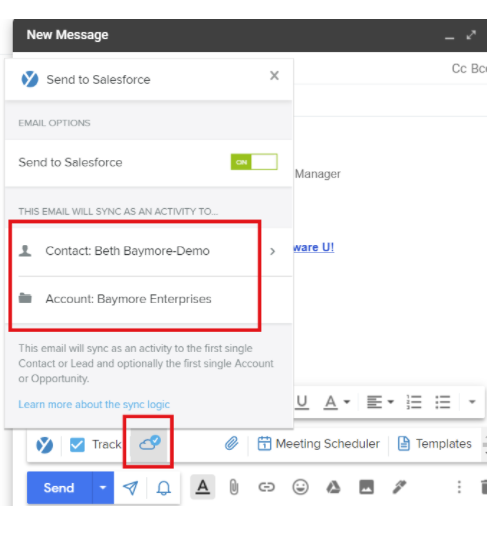 New Message
Send to Salesforce
X
Cc Bcc
EMAIL OPTIONS
Send to Salesforce
ON
Manager
THIS EMAIL WILL SYNC AS AN ACTIVITY TO...
Contact: Beth Baymore-Demo
ware U!
Account: Baymore Enterprises
This email will sync as an activity to the first single
Contact or Lead and optionally the first single Account
or Opportunity.
Learn more about the sync logic
U A
Track
Meeting Scheduler
Templates
Send
A